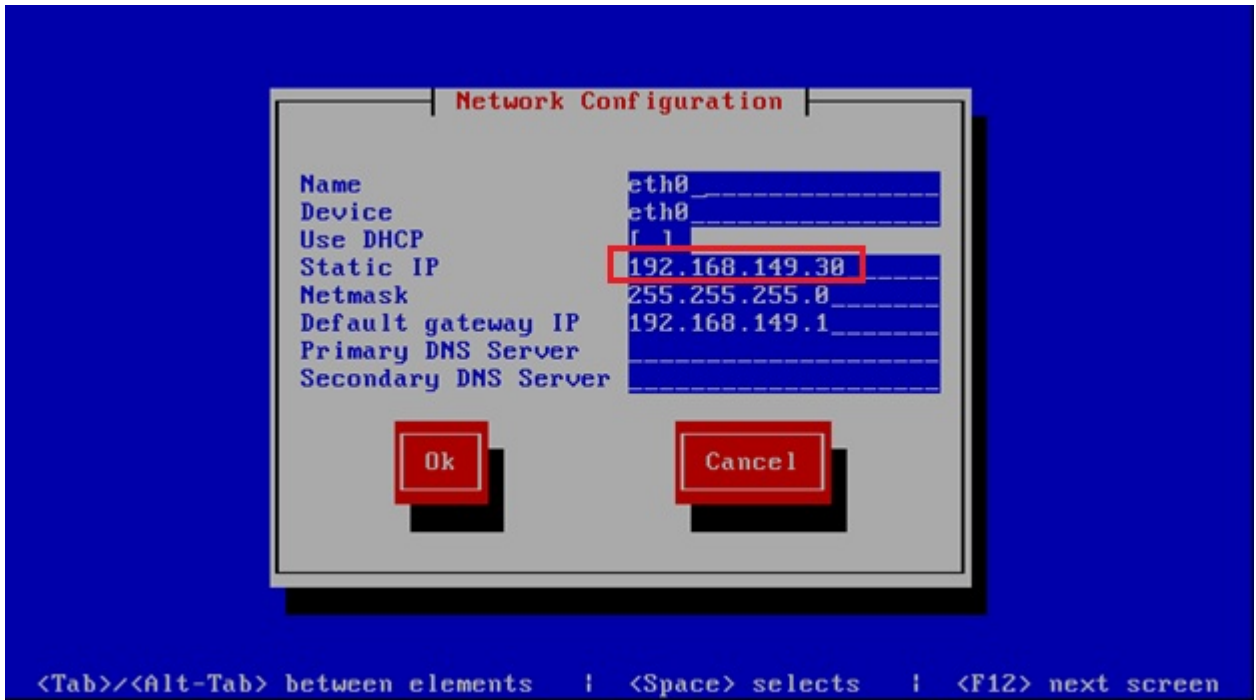 Network Configuration
Name eth0
Device eth0
Use DHCP [ ]
Static IP 192.168.149.30
Netmask 255.255.255.0
Default gateway IP 192.168.149.1
Primary DNS Server
Secondary DNS Server
Ok Cancel
<Tab>/<Alt-Tab> between elements | <Space> selects | <F12> next screen